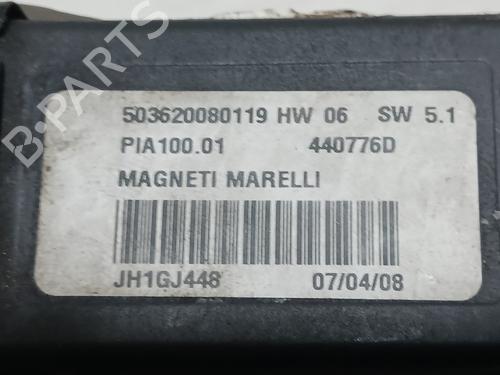 503620080119 HW 06 SW 5.1
PIA100.01 440776D
MAGNETI MARELLI
JH1GJ448 07/04/08
B-PARTS